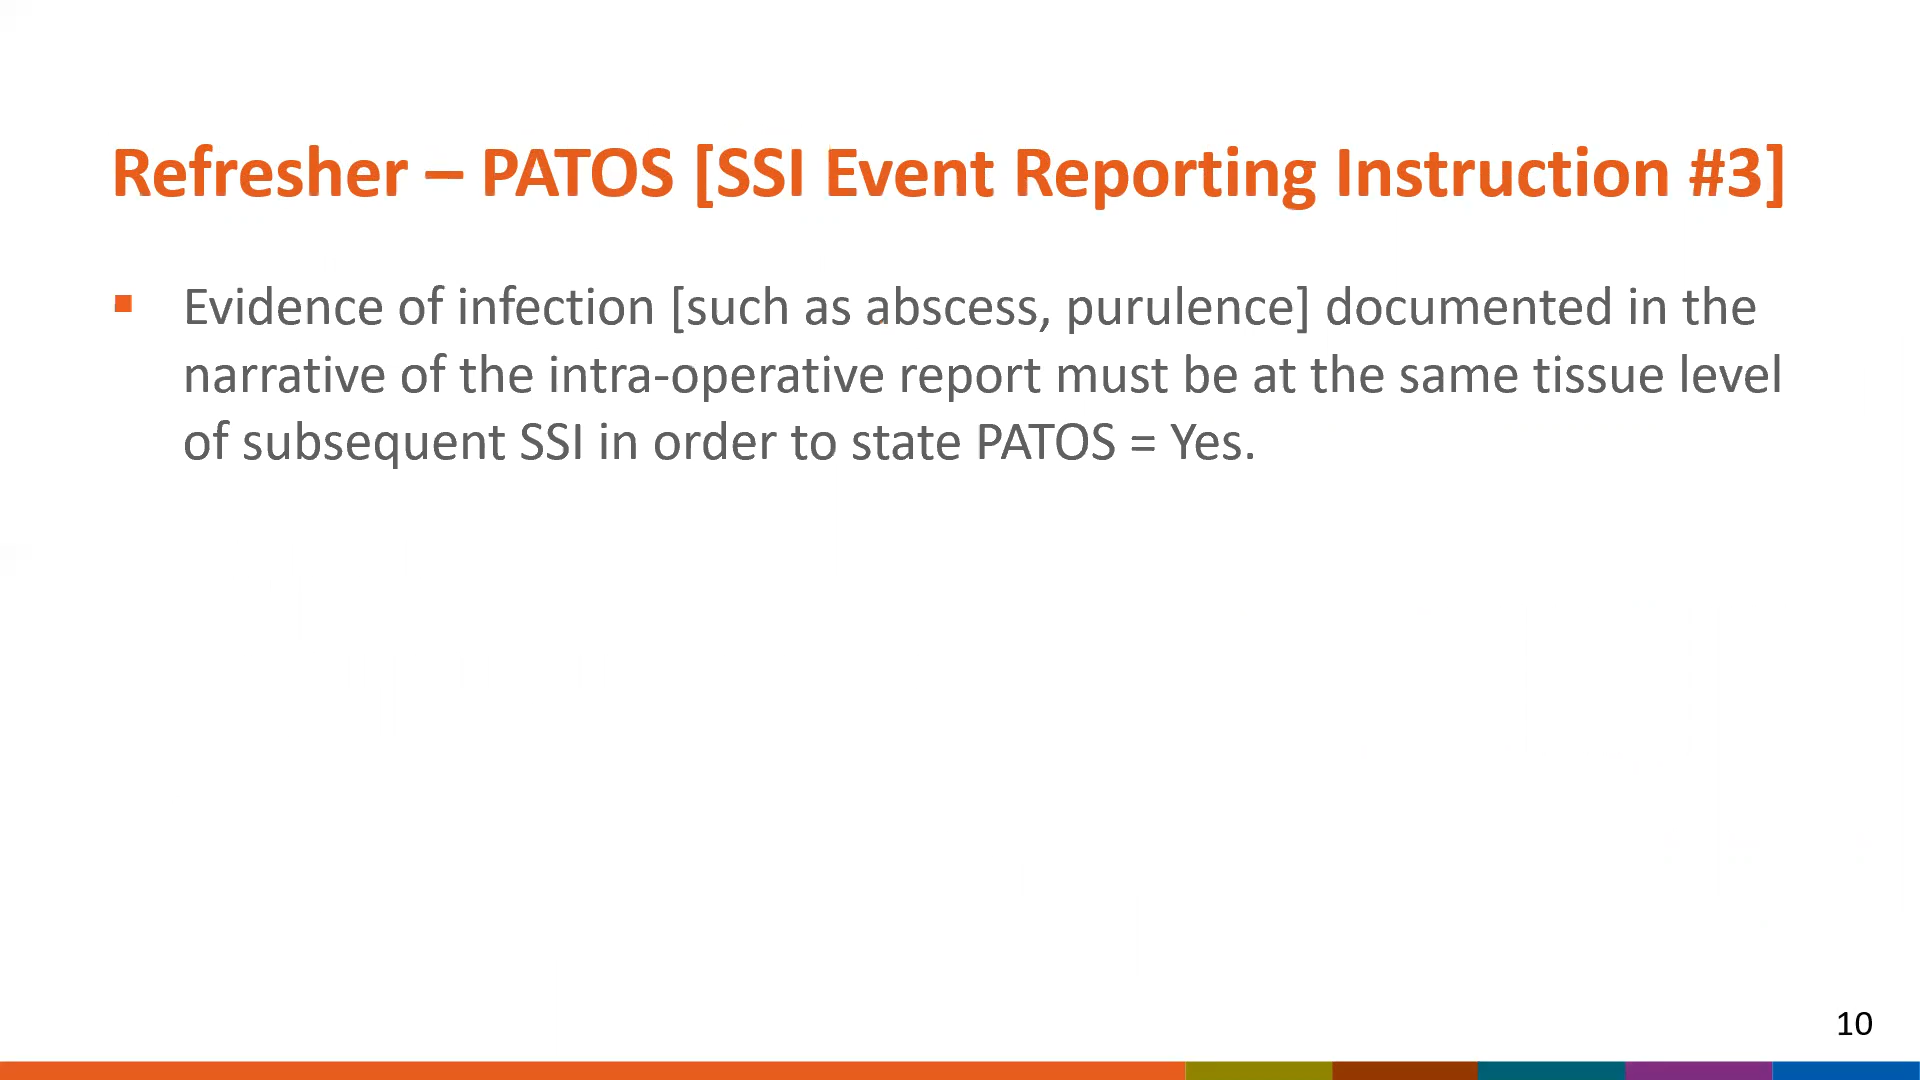 Refresher – PATOS [SSI Event Reporting Instruction #3]
▪ Evidence of infection [such as abscess, purulence] documented in the
narrative of the intra-operative report must be at the same tissue level
of subsequent SSI in order to state PATOS = Yes.
10